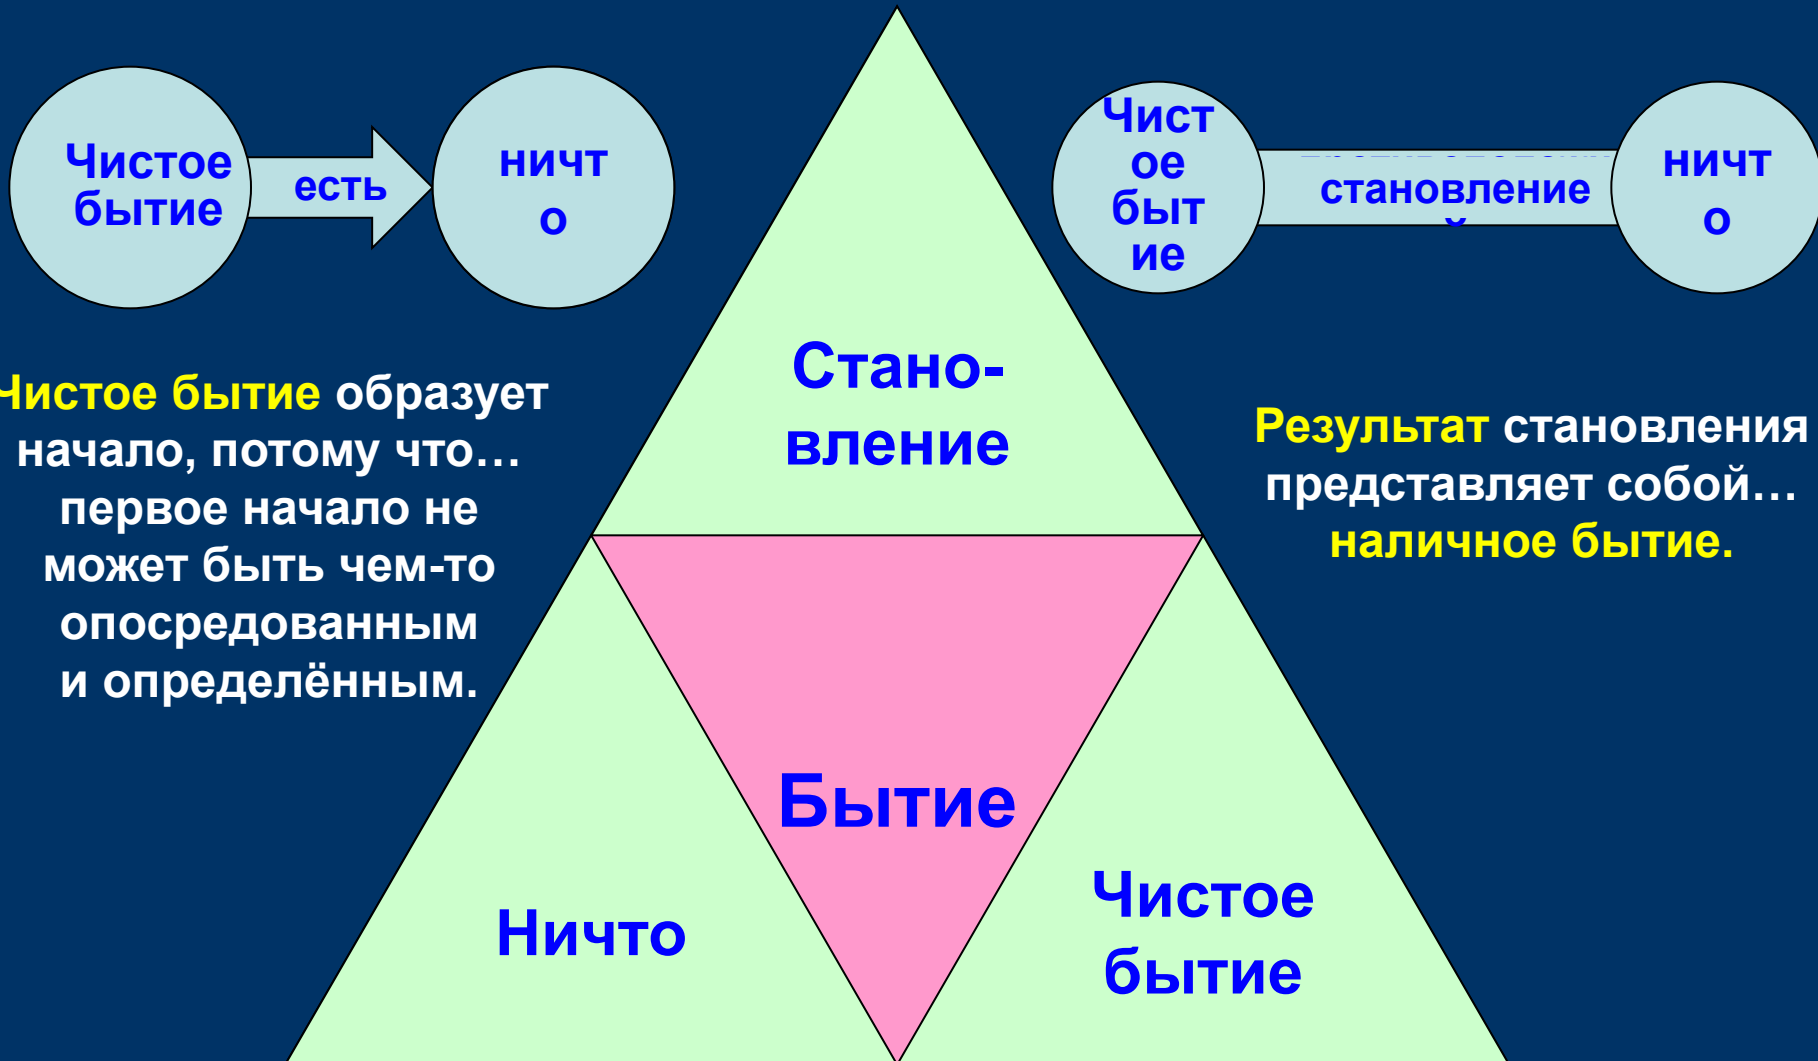 Чистое
бытие
есть
ничт
о
Чист
ое
быт
ие
становление
ничт
о
Чистое бытие образует
начало, потому что…
первое начало не
может быть чем-то
опосредованным
и определённым.
Стано-
вление
Результат становления
представляет собой…
наличное бытие.
Бытие
Ничто
Чистое
бытие